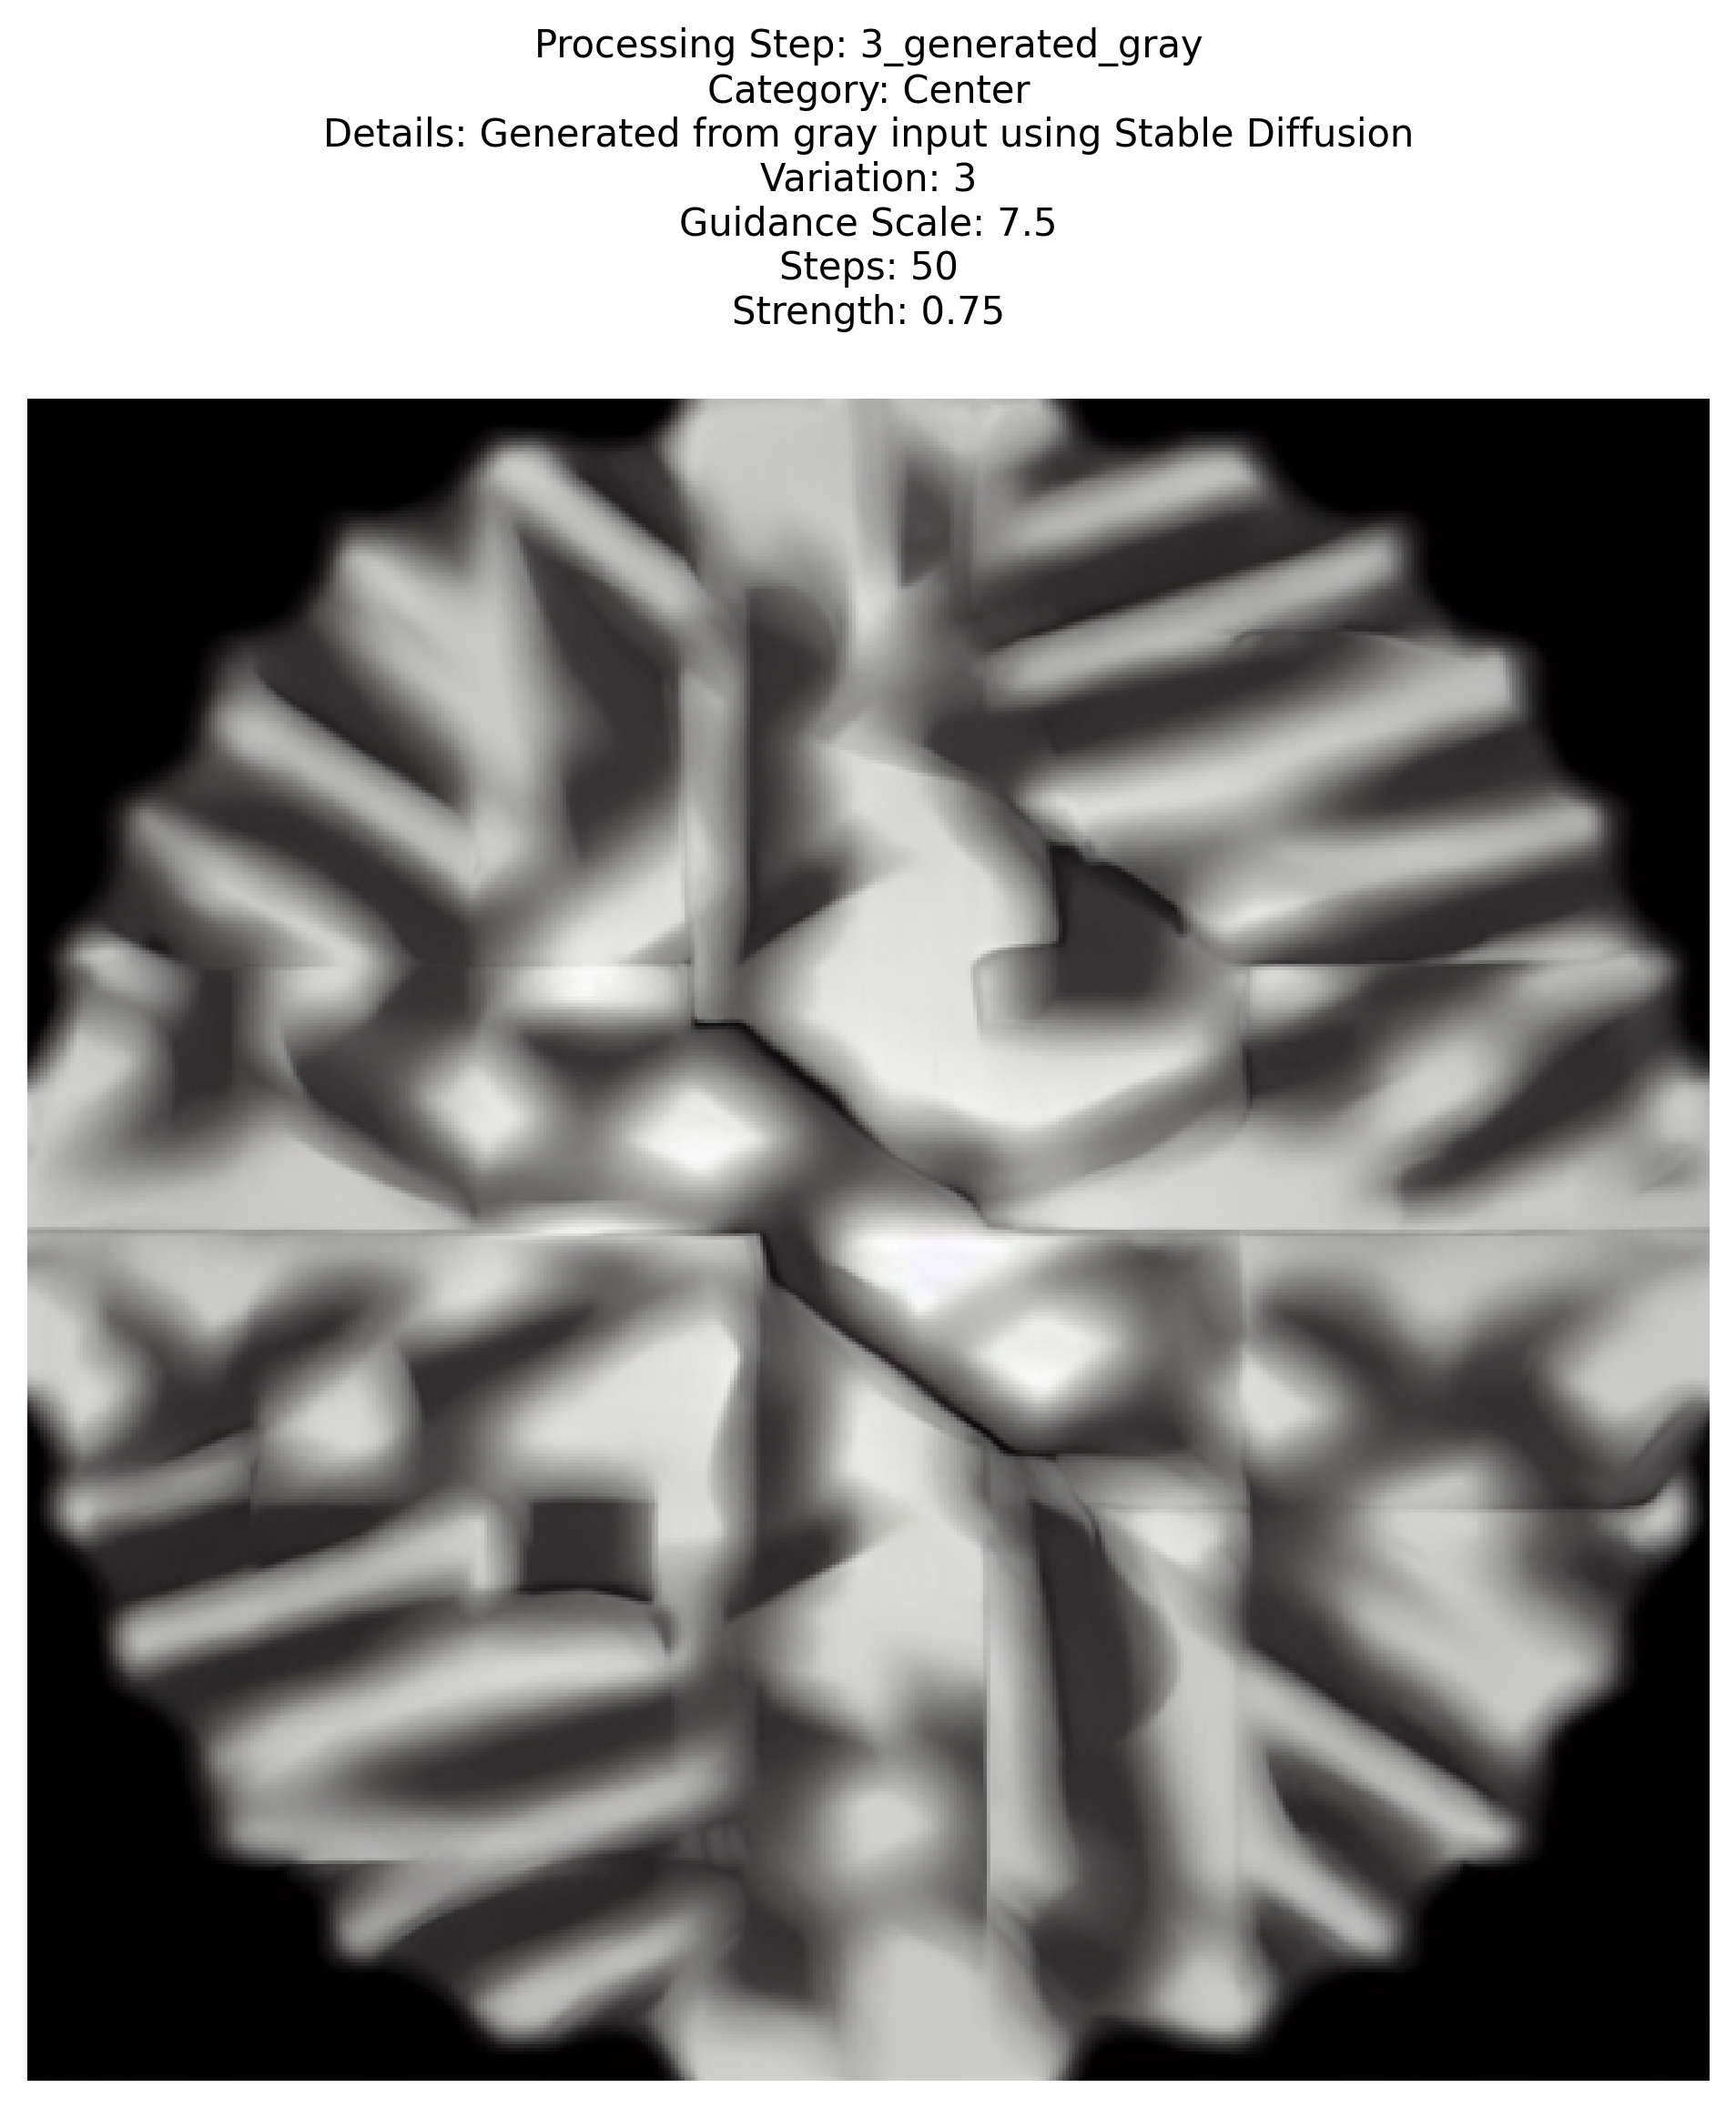 Processing Step: 3_generated_gray
Category: Center
Details: Generated from gray input using Stable Diffusion
Variation: 3
Guidance Scale: 7.5
Steps: 50
Strength: 0.75